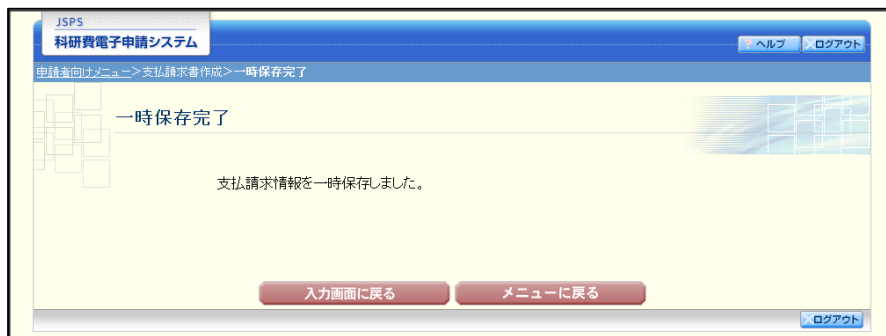 JSPS
科研費電子申請システム
ヘルプ ログアウト
申請者向けメニュー>支払請求書作成>一時保存完了
一時保存完了
支払請求情報を一時保存しました。
入力画面に戻る メニューに戻る
ログアウト